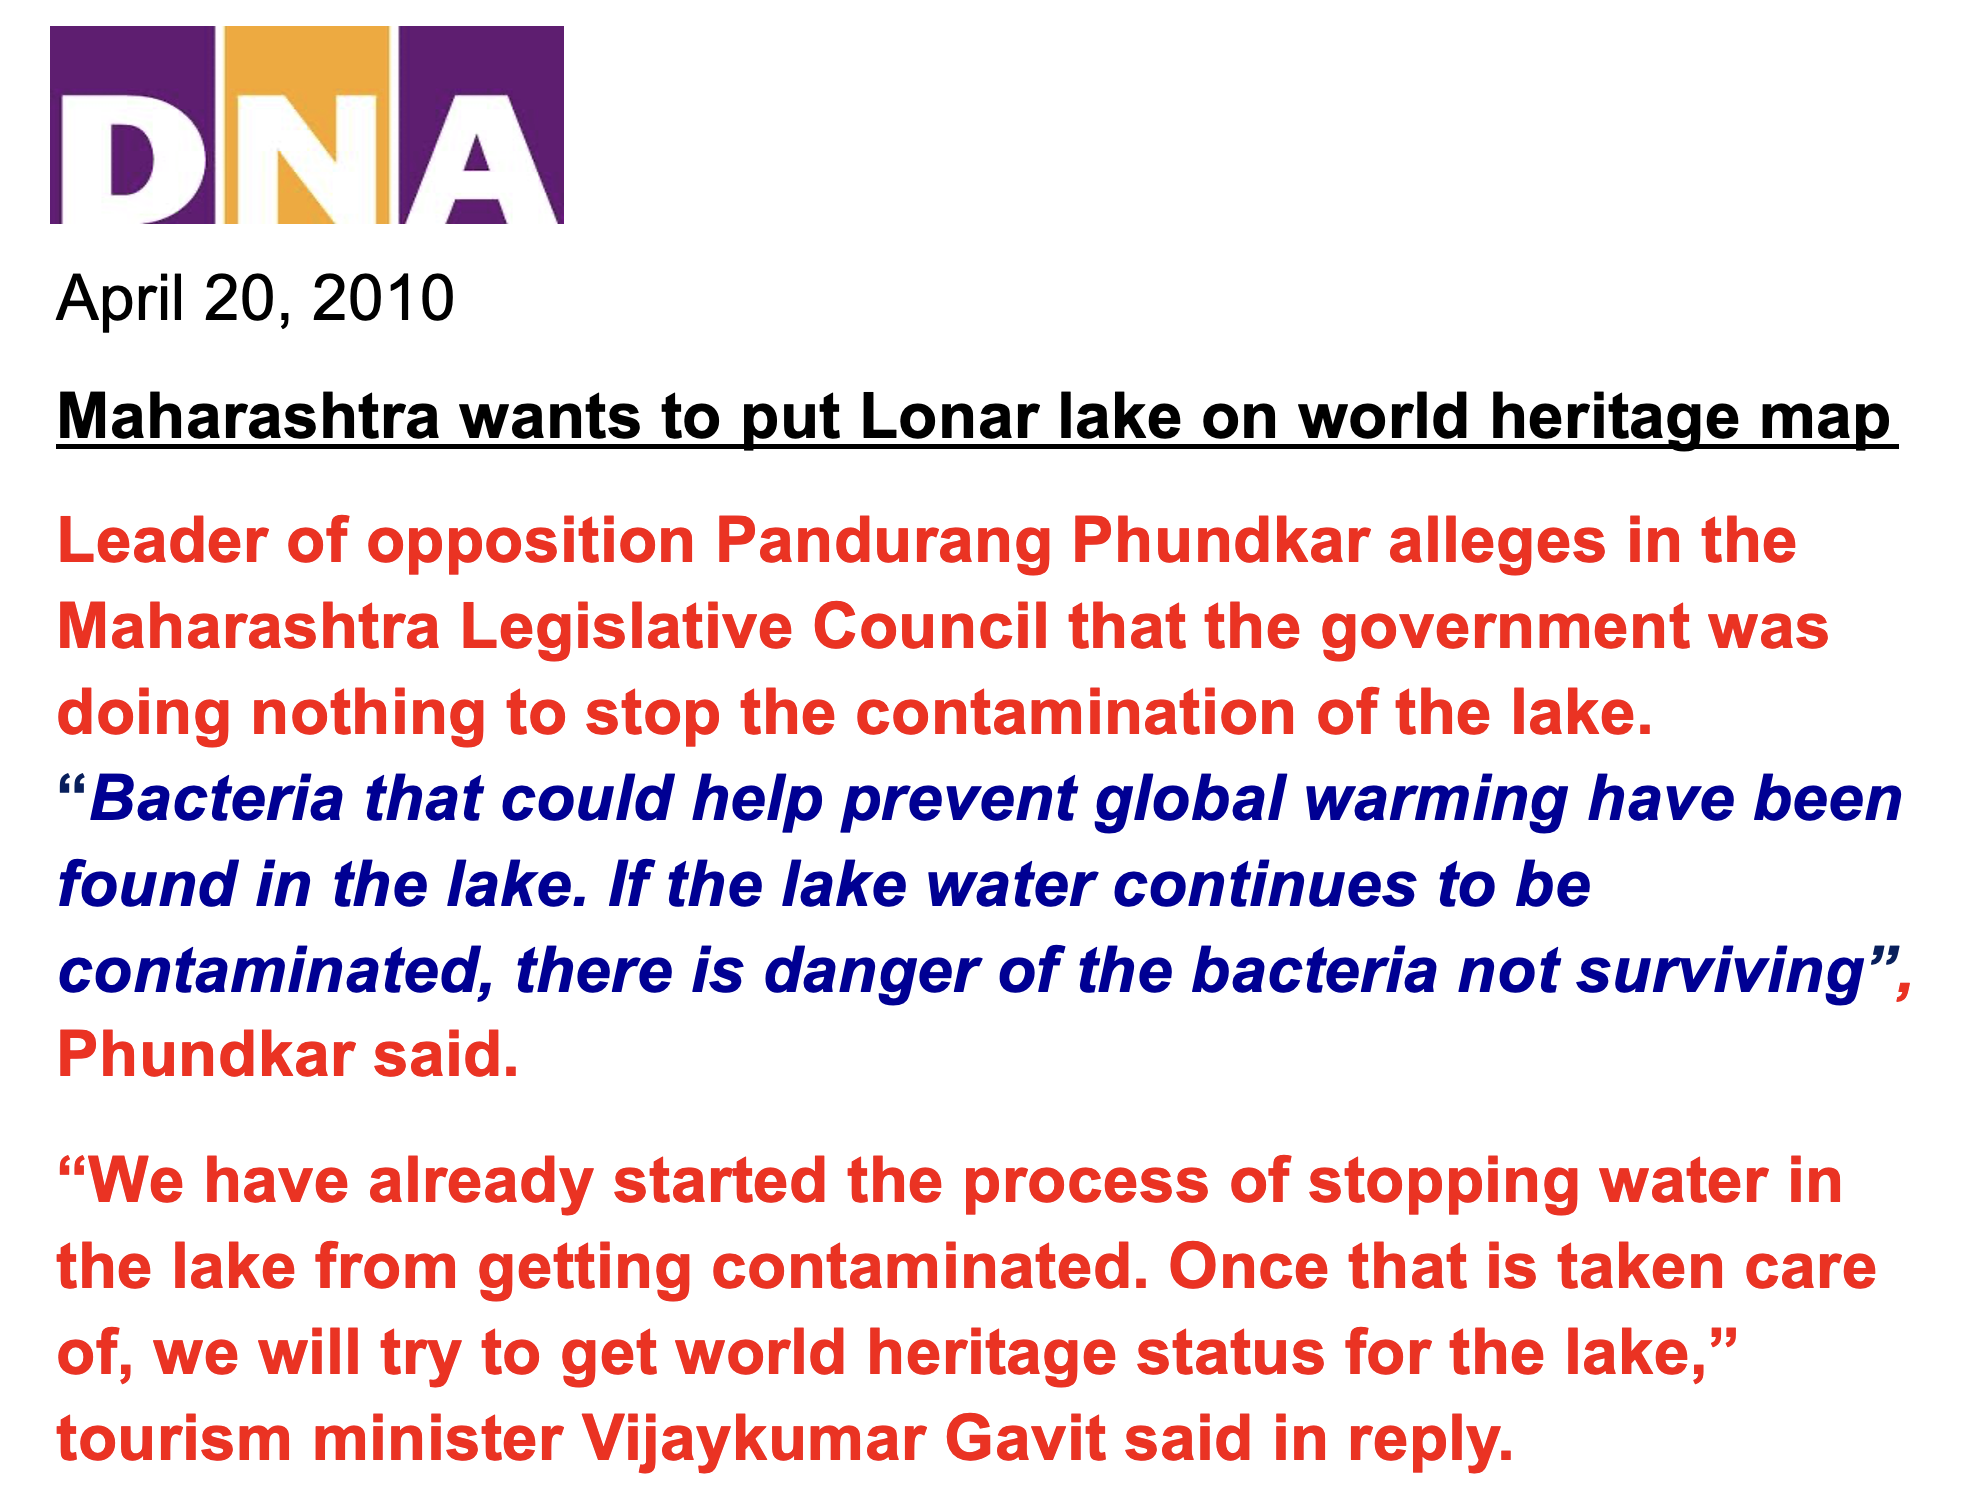 DNA
April 20, 2010
Maharashtra wants to put Lonar lake on world heritage map
Leader of opposition Pandurang Phundkar alleges in the
Maharashtra Legislative Council that the government was
doing nothing to stop the contamination of the lake.
“Bacteria that could help prevent global warming have been
found in the lake. If the lake water continues to be
contaminated, there is danger of the bacteria not surviving”,
Phundkar said.
“We have already started the process of stopping water in
the lake from getting contaminated. Once that is taken care
of, we will try to get world heritage status for the lake,”
tourism minister Vijaykumar Gavit said in reply.